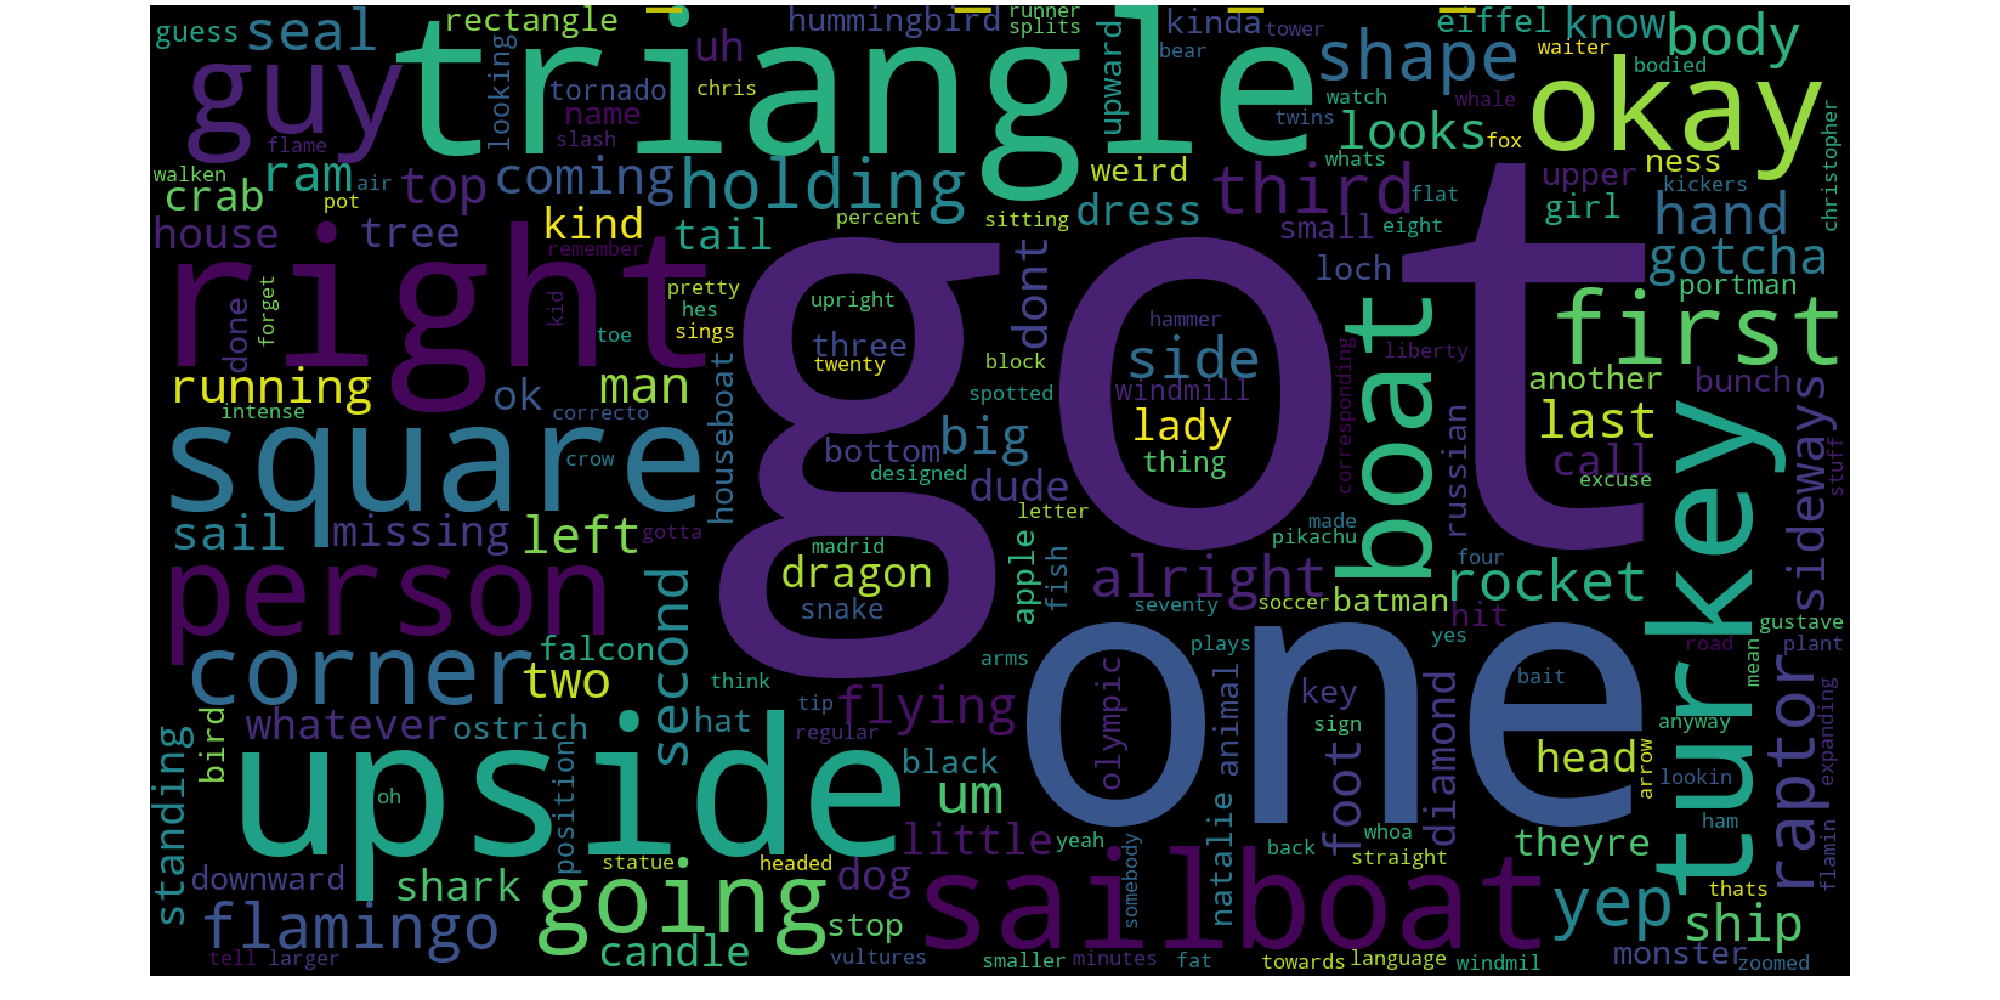 guess
seal
rectangle
looking
hummingbird
runner
splits
kinda
tower
eiffel
know
body
guy
triangle
uh
upward
bear
shape
waiter
bodied
okay
tornado
chris
name
slash
flame
watch
whale
twins
looks
fox
christopher
walken
ram
air
crab
pot
top
coming
holding
weird
whats
third
flat
upper
ness
kickers
girl
hand
house
tree
kind
remember
tail
percent
sitting
dress
small
eight
loch
gotcha
portman
right
got
dont
done
forget
kid
pretty
hes
sings
toe
upright
three
twenty
block
hammer
side
windmill
boat
liberty
first
running
ok
man
houseboat
spotted
corresponding
another
bunch
intense
correcto
lady
last
sideways
square
crow
bottom
big
thing
designed
dude
russian
call
excuse
stuff
sail
missing
left
gotta
letter
made
pikachu
turkey
madrid
dragon
apple
fish
alright
four
rocket
person
second
snake
seventy
soccer
batman
hit
gustave
corner
falcon
two
think
arms
one
plays
yes
road
mean
plant
raptor
bird
whatever
ostrich
hat
tip
regular
flying
olympic
animal
key
sign
bait
foot
diamond
anyway
expanding
standing
upside
oh
position
black
um
head
arrow
lookin
natalie
little
yeah
whoa
back
straight
theyre
ham
flamin
downward
shark
statue
going
headed
dog
sailboat
somebody
yep
thats
flamingo
stop
ship
tell
larger
candle
vultures
smaller
minutes
fat
towards
language
windmil
monster
zoomed